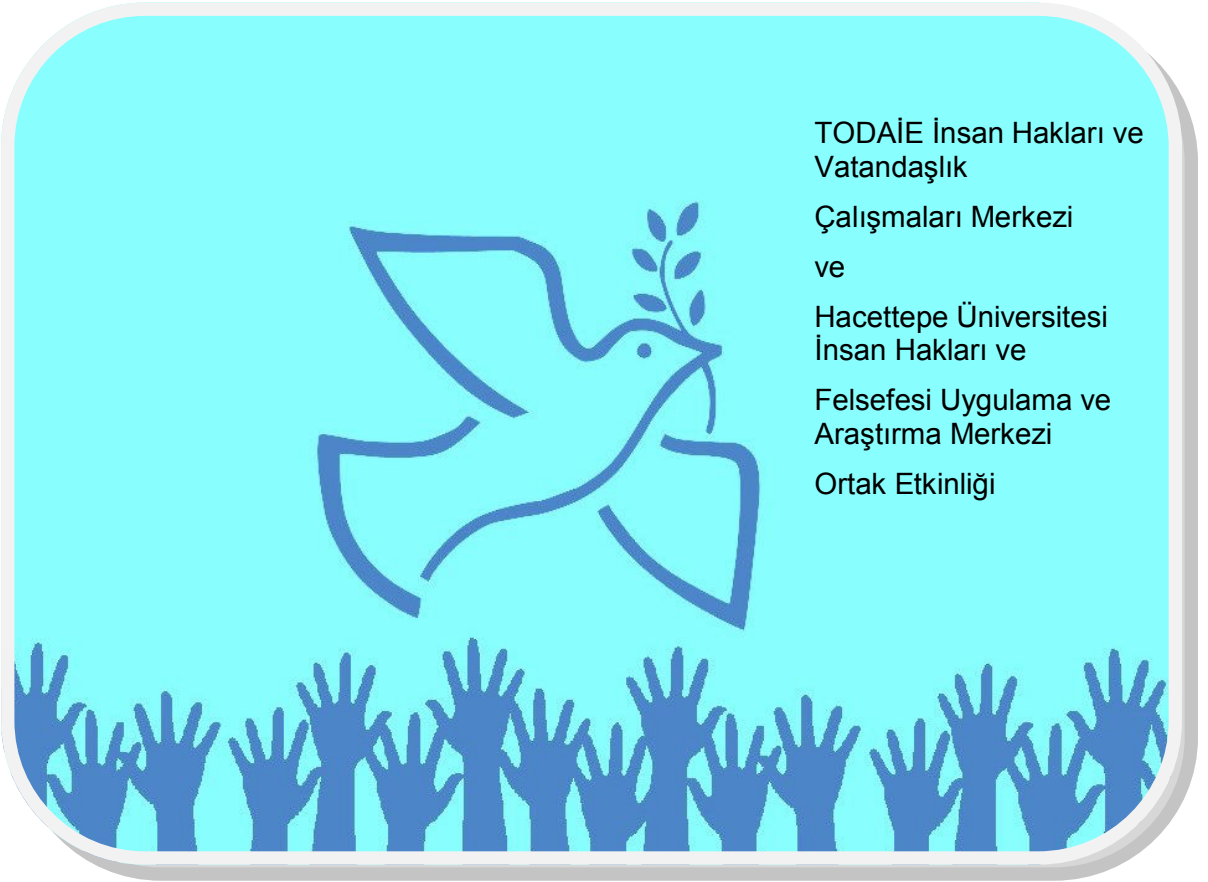 TODAİE İnsan Hakları ve
Vatandaşlık
Çalışmaları Merkezi
ve
Hacettepe Üniversitesi
İnsan Hakları ve
Felsefesi Uygulama ve
Araştırma Merkezi
Ortak Etkinliği